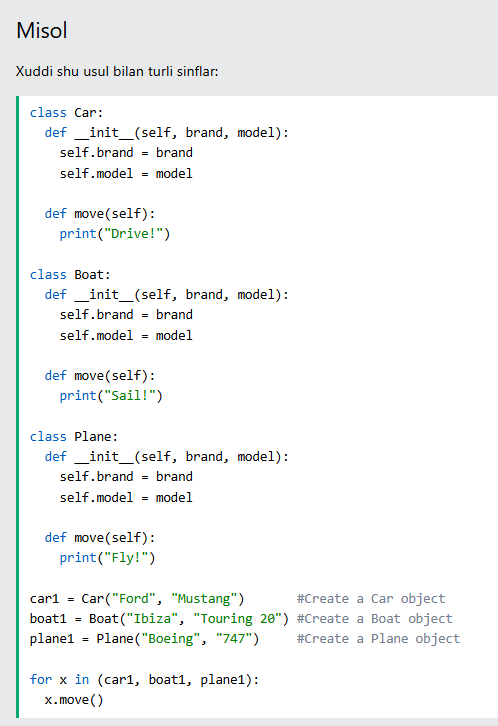 Misol
Xuddi shu usul bilan turli sinflar:
class Car:
  def __init__(self, brand, model):
    self.brand = brand
    self.model = model

  def move(self):
    print("Drive!")

class Boat:
  def __init__(self, brand, model):
    self.brand = brand
    self.model = model

  def move(self):
    print("Sail!")

class Plane:
  def __init__(self, brand, model):
    self.brand = brand
    self.model = model

  def move(self):
    print("Fly!")

car1 = Car("Ford", "Mustang")       #Create a Car object
boat1 = Boat("Ibiza", "Touring 20") #Create a Boat object
plane1 = Plane("Boeing", "747")     #Create a Plane object

for x in (car1, boat1, plane1):
  x.move()